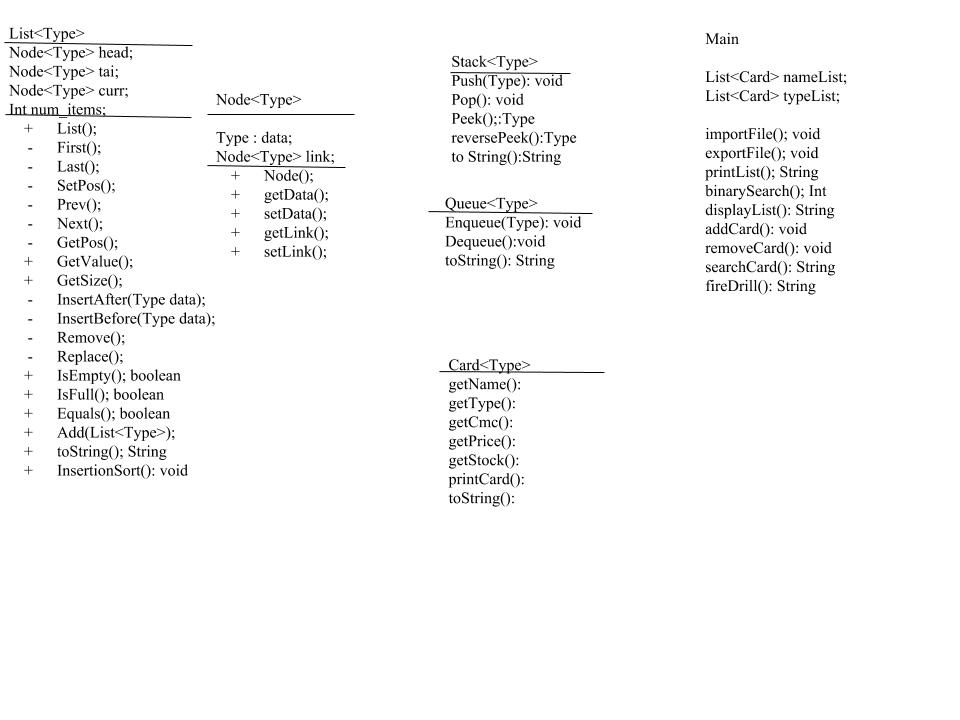 List<Type>
Node<Type> head;
Node<Type> tai;
Node<Type> curr;
Int num_items;
+ List();
- First();
- Last();
- SetPos();
- Prev();
- Next();
- GetPos();
+ GetValue();
+ GetSize();
- InsertAfter(Type data);
- InsertBefore(Type data);
- Remove();
- Replace();
+ IsEmpty(); boolean
+ IsFull(); boolean
+ Equals(); boolean
+ Add(List<Type>);
+ toString(); String
+ InsertionSort(): void
Node<Type>
Type : data;
Node<Type> link;
+ Node();
+ getData();
+ setData();
+ getLink();
+ setLink();
Stack<Type>
Push(Type): void
Pop(): void
Peek();:Type
reversePeek():Type
to String():String
Queue<Type>
Enqueue(Type): void
Dequeue():void
toString(): String
Card<Type>
getName():
getType():
getCmc():
getPrice():
getStock():
printCard():
toString():
Main
List<Card> nameList;
List<Card> typeList;
importFile(); void
exportFile(); void
printList(); String
binarySearch(); Int
displayList(): String
addCard(): void
removeCard(): void
searchCard(): String
fireDrill(): String